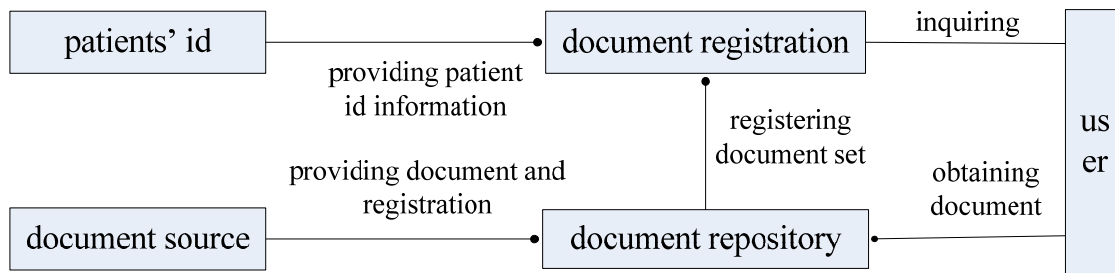 patients’ id
document registration
inquiring
providing patient
id information
registering
document set
us
er
providing document and
registration
obtaining
document
document source
document repository